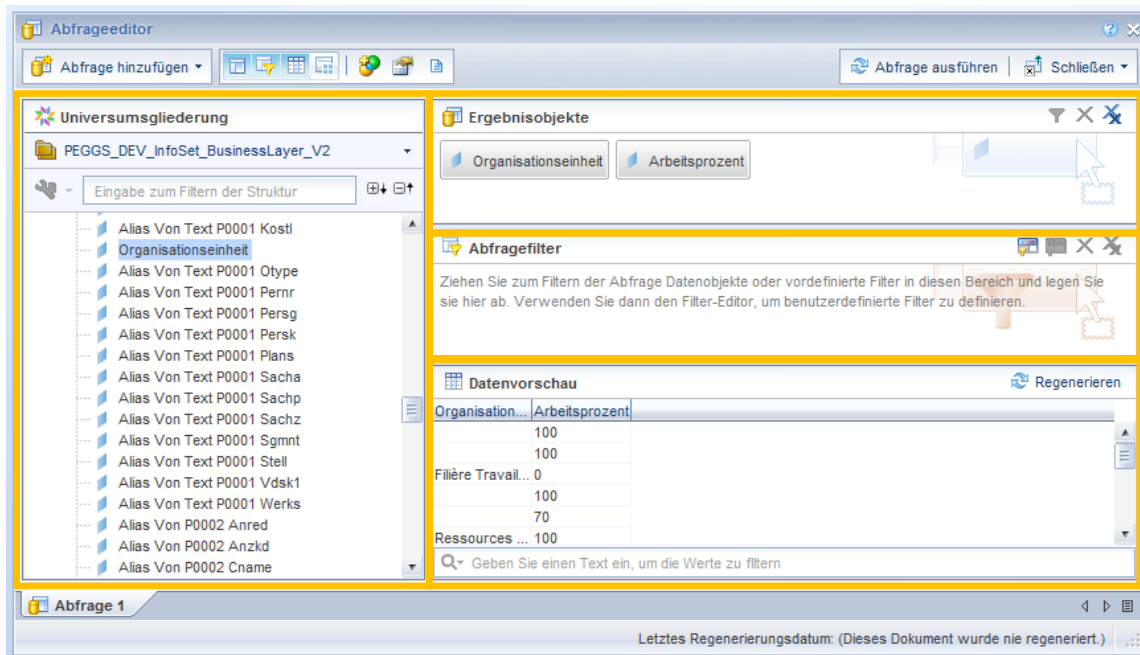 Abfrageeditor
Abfrage hinzufügen
Abfrage ausführen
Schließen
Universumsgliederung
PEGGS_DEV_InfoSet_BusinessLayer_V2
Eingabe zum Filtern der Struktur
Alias Von Text P0001 Kostl
Organisationseinheit
Alias Von Text P0001 Otype
Alias Von Text P0001 Pernr
Alias Von Text P0001 Persg
Alias Von Text P0001 Persk
Alias Von Text P0001 Plans
Alias Von Text P0001 Sacha
Alias Von Text P0001 Sachp
Alias Von Text P0001 Sachz
Alias Von Text P0001 Sgmnt
Alias Von Text P0001 Stell
Alias Von Text P0001 Vdsk1
Alias Von Text P0001 Werks
Alias Von P0002 Anred
Alias Von P0002 Anzkd
Alias Von P0002 Cname
Ergebnisobjekte
Organisationseinheit
Arbeitsprozent
Abfragefilter
Ziehen Sie zum Filtern der Abfrage Datenobjekte oder vordefinierte Filter in diesen Bereich und legen Sie
sie hier ab. Verwenden Sie dann den Filter-Editor, um benutzerdefinierte Filter zu definieren.
Datenvorschau
Regenerieren
Organisation... Arbeitsprozent
100
100
Filière Travail... 0
100
70
Ressources ... 100
Geben Sie einen Text ein, um die Werte zu filtern
Abfrage 1
Letztes Regenerierungsdatum: (Dieses Dokument wurde nie regeneriert.)